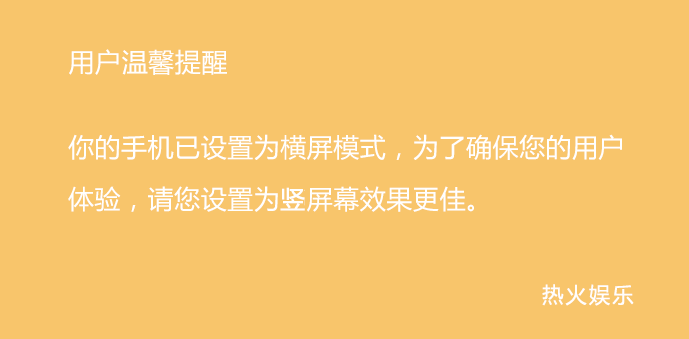 用户温馨提醒
你的手机已设置为横屏模式，为了确保您的用户
体验，请您设置为竖屏幕效果更佳。
热火娱乐